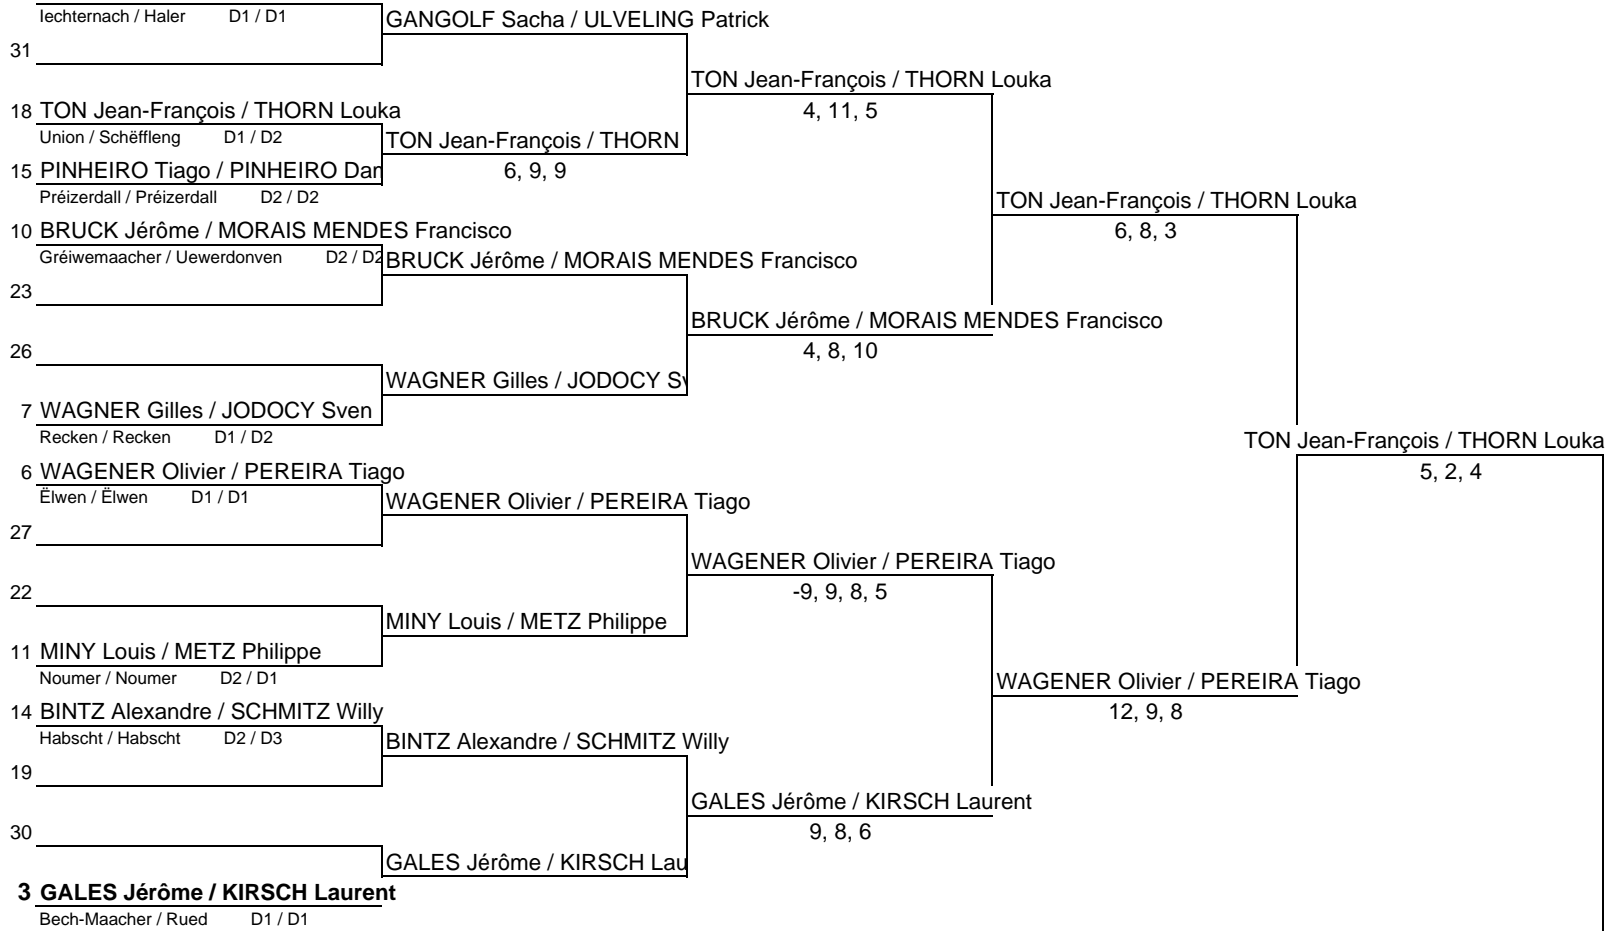 Iechternach / Haler D1 / D1
GANGOLF Sacha / ULVELING Patrick
31
TON Jean-François / THORN Louka
18 TON Jean-François / THORN Louka
4, 11, 5
Union / Schëffleng D1 / D2
TON Jean-François / THORN
15 PINHEIRO Tiago / PINHEIRO Dan
6, 9, 9
Préizerdall / Préizerdall D2 / D2
TON Jean-François / THORN Louka
10 BRUCK Jérôme / MORAIS MENDES Francisco
6, 8, 3
Gréiwemaacher / Uewerdonven D2 / D2
BRUCK Jérôme / MORAIS MENDES Francisco
23
BRUCK Jérôme / MORAIS MENDES Francisco
26
4, 8, 10
WAGNER Gilles / JODOCY Sv
7 WAGNER Gilles / JODOCY Sven
Recken / Recken D1 / D2
TON Jean-François / THORN Louka
6 WAGENER Olivier / PEREIRA Tiago
5, 2, 4
Ëlwen / Ëlwen D1 / D1
WAGENER Olivier / PEREIRA Tiago
27
WAGENER Olivier / PEREIRA Tiago
22
-9, 9, 8, 5
MINY Louis / METZ Philippe
11 MINY Louis / METZ Philippe
Noumer / Noumer D2 / D1
WAGENER Olivier / PEREIRA Tiago
14 BINTZ Alexandre / SCHMITZ Willy
12, 9, 8
Habscht / Habscht D2 / D3
BINTZ Alexandre / SCHMITZ Willy
19
GALES Jérôme / KIRSCH Laurent
30
9, 8, 6
GALES Jérôme / KIRSCH Lau
3 GALES Jérôme / KIRSCH Laurent
Bech-Maacher / Rued D1 / D1